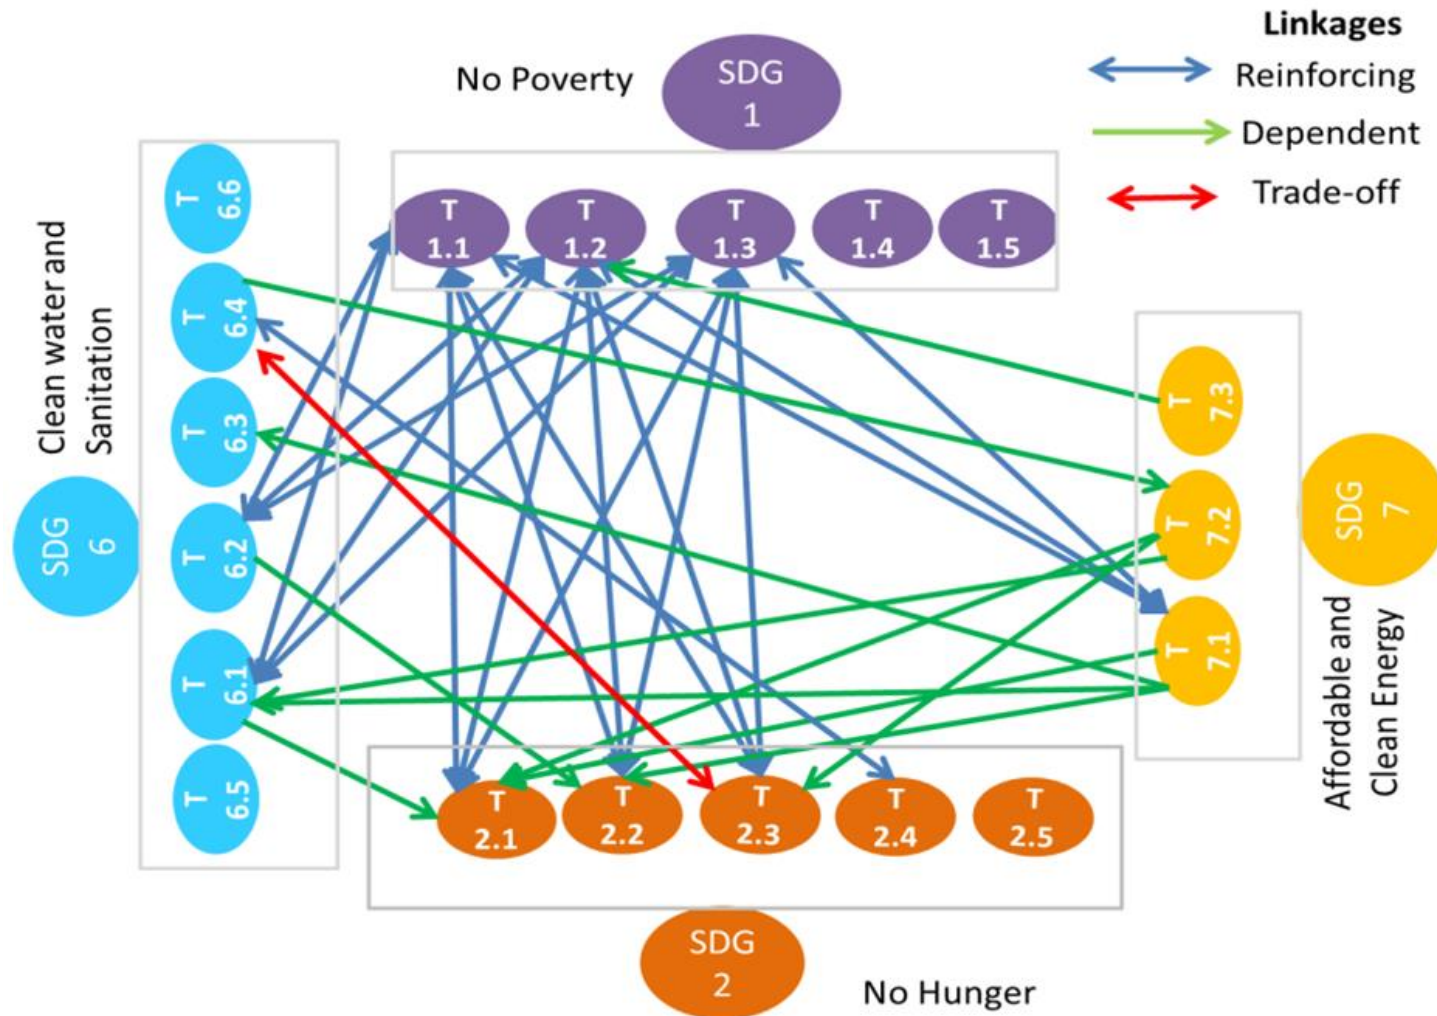 Linkages
Reinforcing
Dependent
Trade-off
No Poverty
SDG
1
T
1.1
T
1.2
T
1.3
T
1.4
T
1.5
Clean water and
Sanitation
SDG
6
T
6.6
T
6.4
T
6.3
T
6.2
T
6.1
T
6.5
T
7.3
T
7.2
T
7.1
SDG
7
Affordable and
Clean Energy
T
2.1
T
2.2
T
2.3
T
2.4
T
2.5
SDG
2
No Hunger